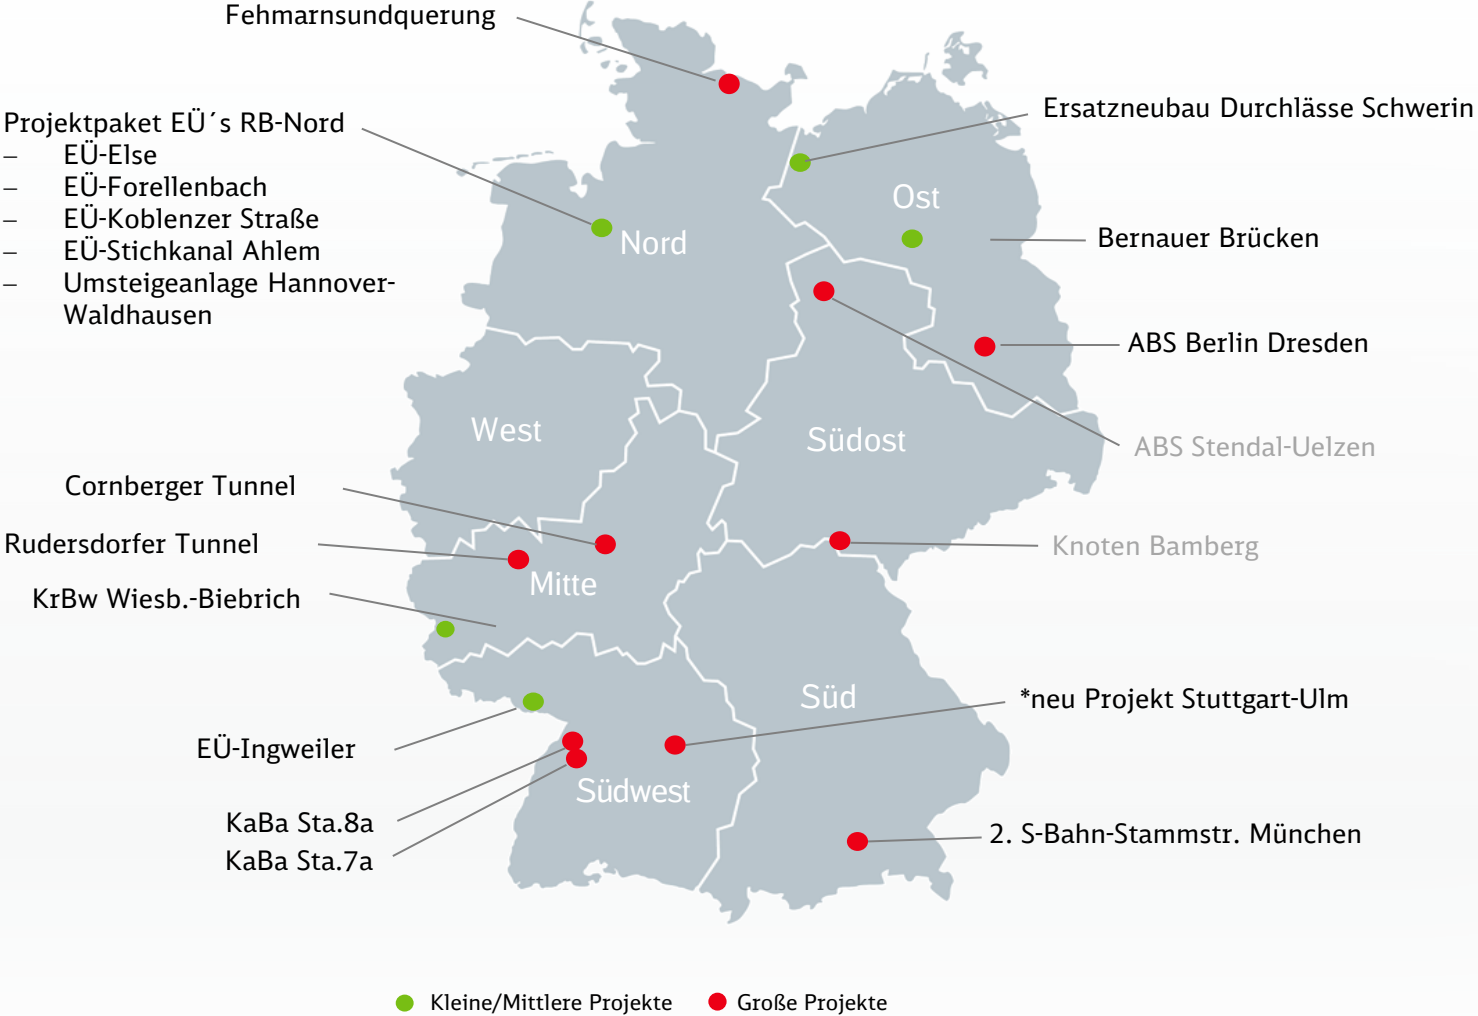 Fehmarnsundquerung
Projektpaket EÜ´s RB-Nord
– EÜ-Else
– EÜ-Forellenbach
– EÜ-Koblenzer Straße
– EÜ-Stichkanal Ahlem
– Umsteigeanlage Hannover-
Waldhausen
Ersatzneubau Durchlässe Schwerin
Ost
Nord
Bernauer Brücken
ABS Berlin Dresden
West
Südost
ABS Stendal-Uelzen
Cornberger Tunnel
Rudersdorfer Tunnel
Knoten Bamberg
Mitte
KrBw Wiesb.-Biebrich
Süd
*neu Projekt Stuttgart-Ulm
EÜ-Ingweiler
Südwest
KaBa Sta.8a
KaBa Sta.7a
2. S-Bahn-Stammstr. München
Kleine/Mittlere Projekte
Große Projekte